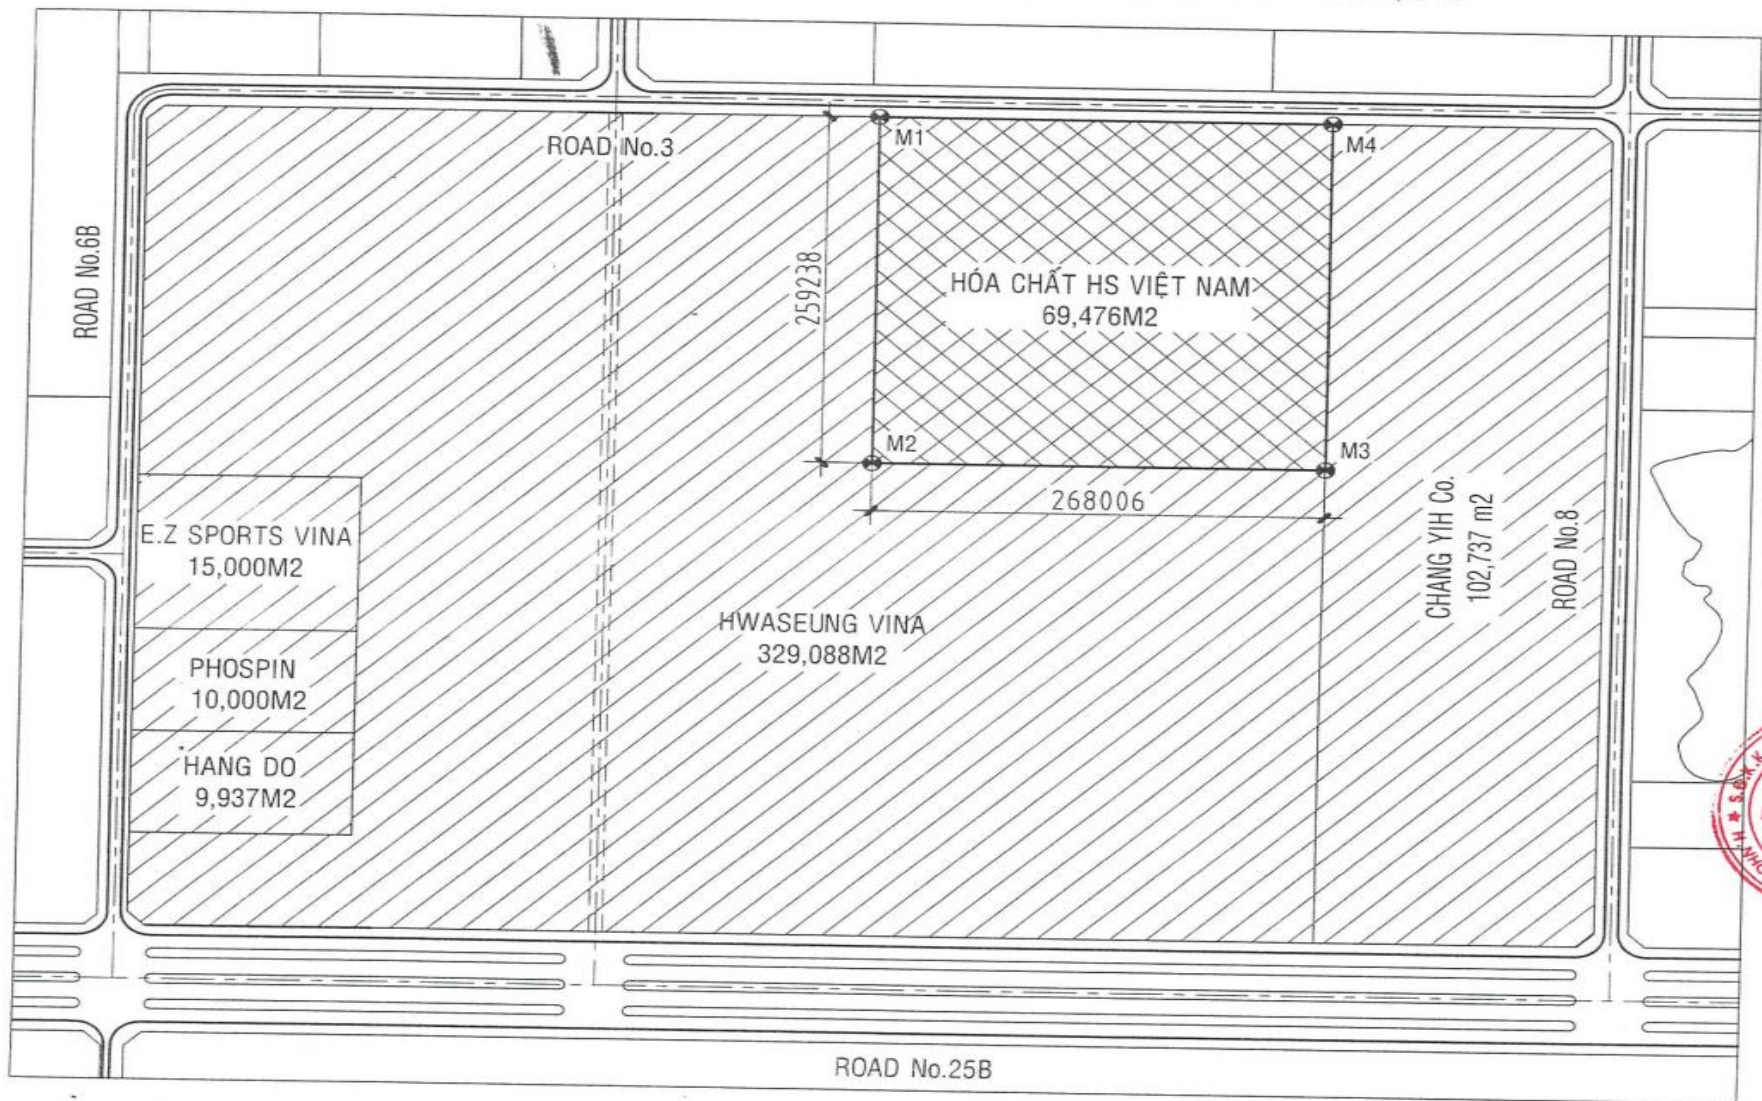 ROAD No.3
M1
M4
ROAD No.6B
259238
HÓA CHẤT HS VIỆT NAM
69,476M2
M2
M3
268006
E.Z SPORTS VINA
15,000M2
CHANG YIH Co.
102,737 m2
ROAD No.8
HWASEUNG VINA
329,088M2
PHOSPIN
10,000M2
HANG DO
9,937M2
ROAD No.25B